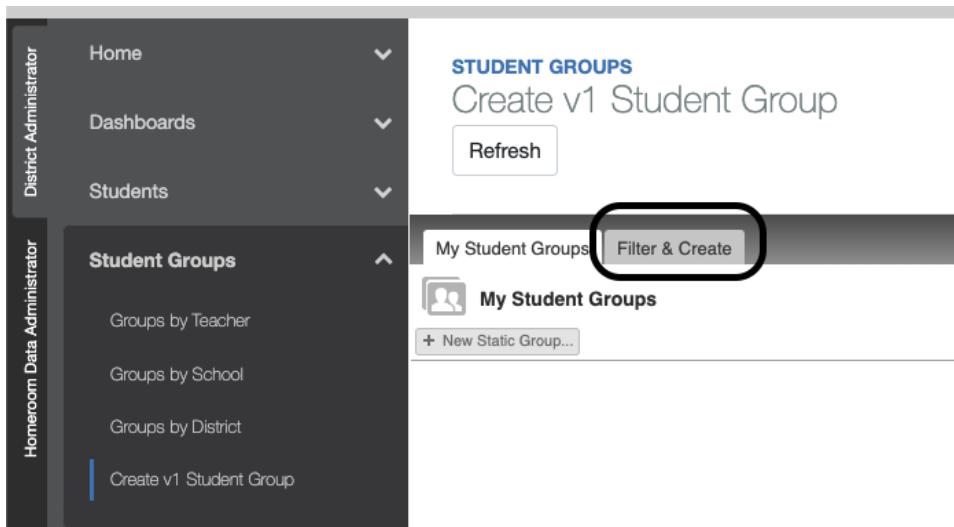 District Administrator
Homeroom Data Administrator
Home
Dashboards
Students
Student Groups
Groups by Teacher
Groups by School
Groups by District
Create v1 Student Group
STUDENT GROUPS
Create v1 Student Group
Refresh
My Student Groups
Filter & Create
My Student Groups
+ New Static Group...